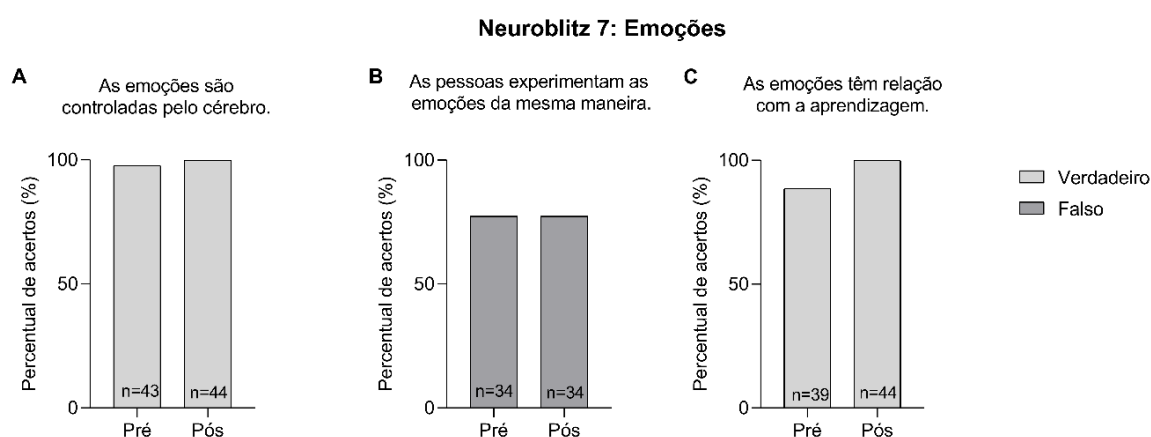 Neuroblitz 7: Emoções
A
As emoções são
controladas pelo cérebro.
Percentual de acertos (%)
100
50
0
n=43
n=44
Pré
Pós
B
As pessoas experimentam as
emoções da mesma maneira.
Percentual de acertos (%)
100
50
0
n=34
n=34
Pré
Pós
C
As emoções têm relação
com a aprendizagem.
Percentual de acertos (%)
100
50
0
n=39
n=44
Pré
Pós
Verdadeiro
Falso